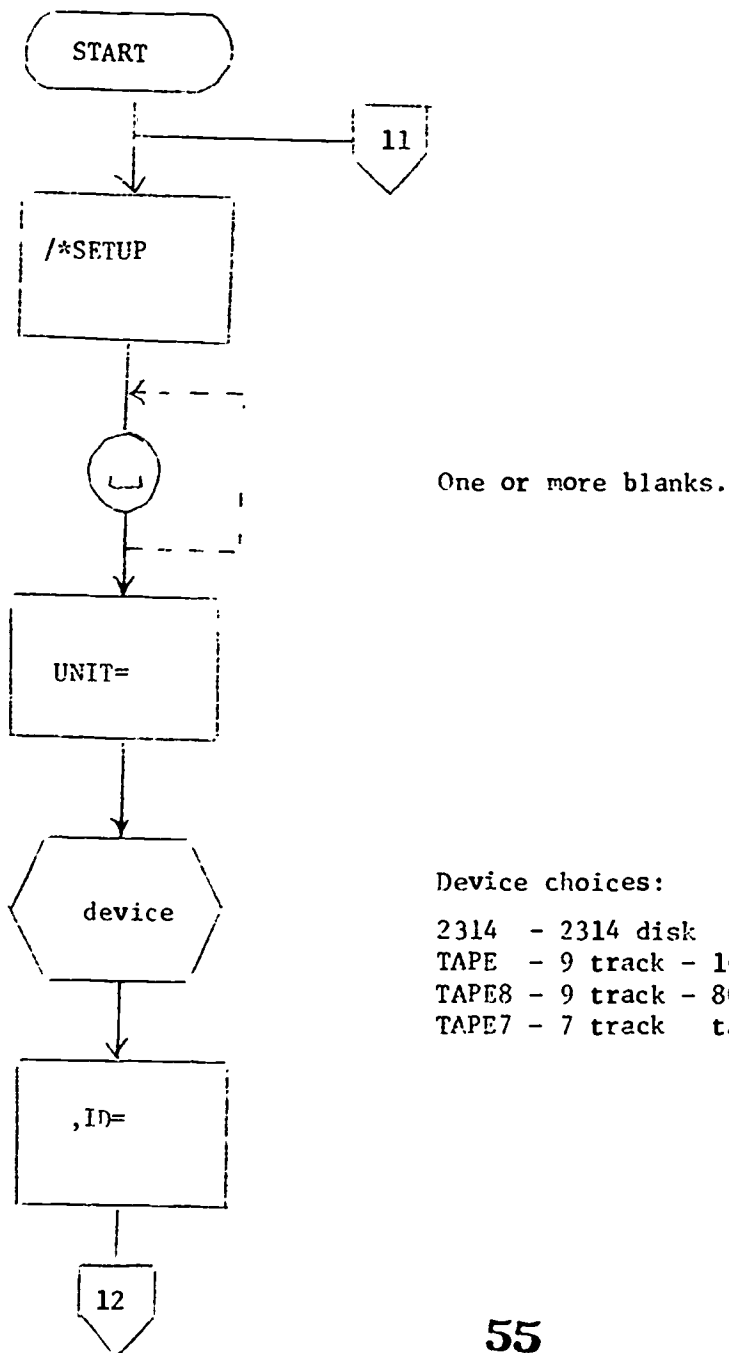 START
11
/*SETUP
One or more blanks.
UNIT=
device
Device choices:
2314 - 2314 disk
TAPE - 9 track -
TAPE8 - 9 track -
TAPE7 - 7 track
,ID=
12
55